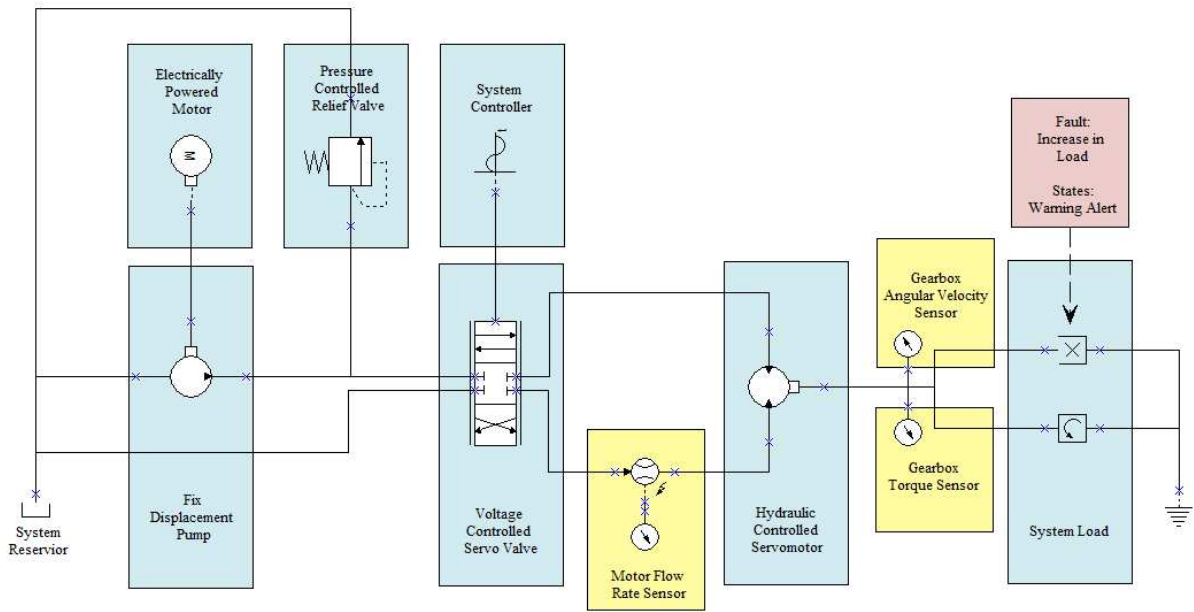 Electrically
Powered
Motor
M
Pressure
Controlled
Relief Valve
System
Controller
Fault:
Increase in
Load
States:
Warning Alert
Gearbox
Angular Velocity
Sensor
Gearbox
Torque Sensor
System Load
Fix
Displacement
Pump
Voltage
Controlled
Servo Valve
Motor Flow
Rate Sensor
Hydraulic
Controlled
Servomotor
System
Reservior